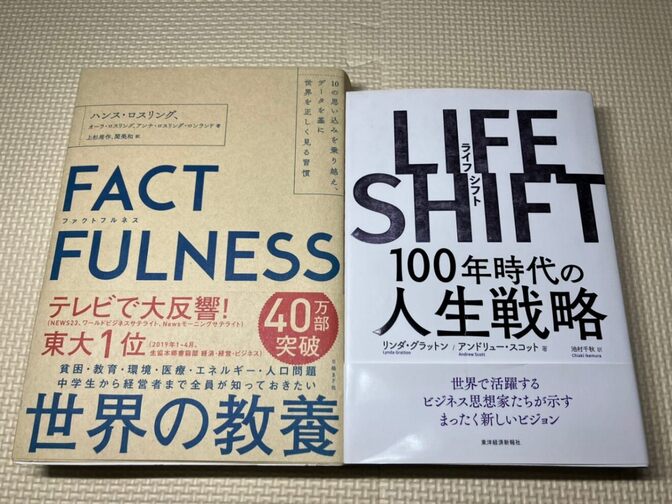 10の思い込みを乗り越え、
データを基に
世界を正しく見る習慣
ハンス・ロスリング、
オーラ・ロスリング、アンナ・ロスリング・ロンランド 著
上杉周作、関美和 訳
FACT
ファクトフルネス
FULNESS
テレビで大反響!
(NEWS23、ワールドビジネスサテライト、Newsモーニングサテライト)
東大1位
(2019年1-4月、
生協本郷書籍部 経済・経営・ビジネス)
40万部
突破
貧困・教育・環境・医療・エネルギー・人口問題
中学生から経営者まで全員が知っておきたい
世界の教養
LIFE
ライフシフト
SHIFT
100年時代の
人生戦略
リンダ・グラットン / アンドリュー・スコット 著
Lynda Gratton Andrew Scott
池村千秋 訳
Chiaki Ikemura
世界で活躍する
ビジネス思想家たちが示す
まったく新しいビジョン
東洋経済新報社